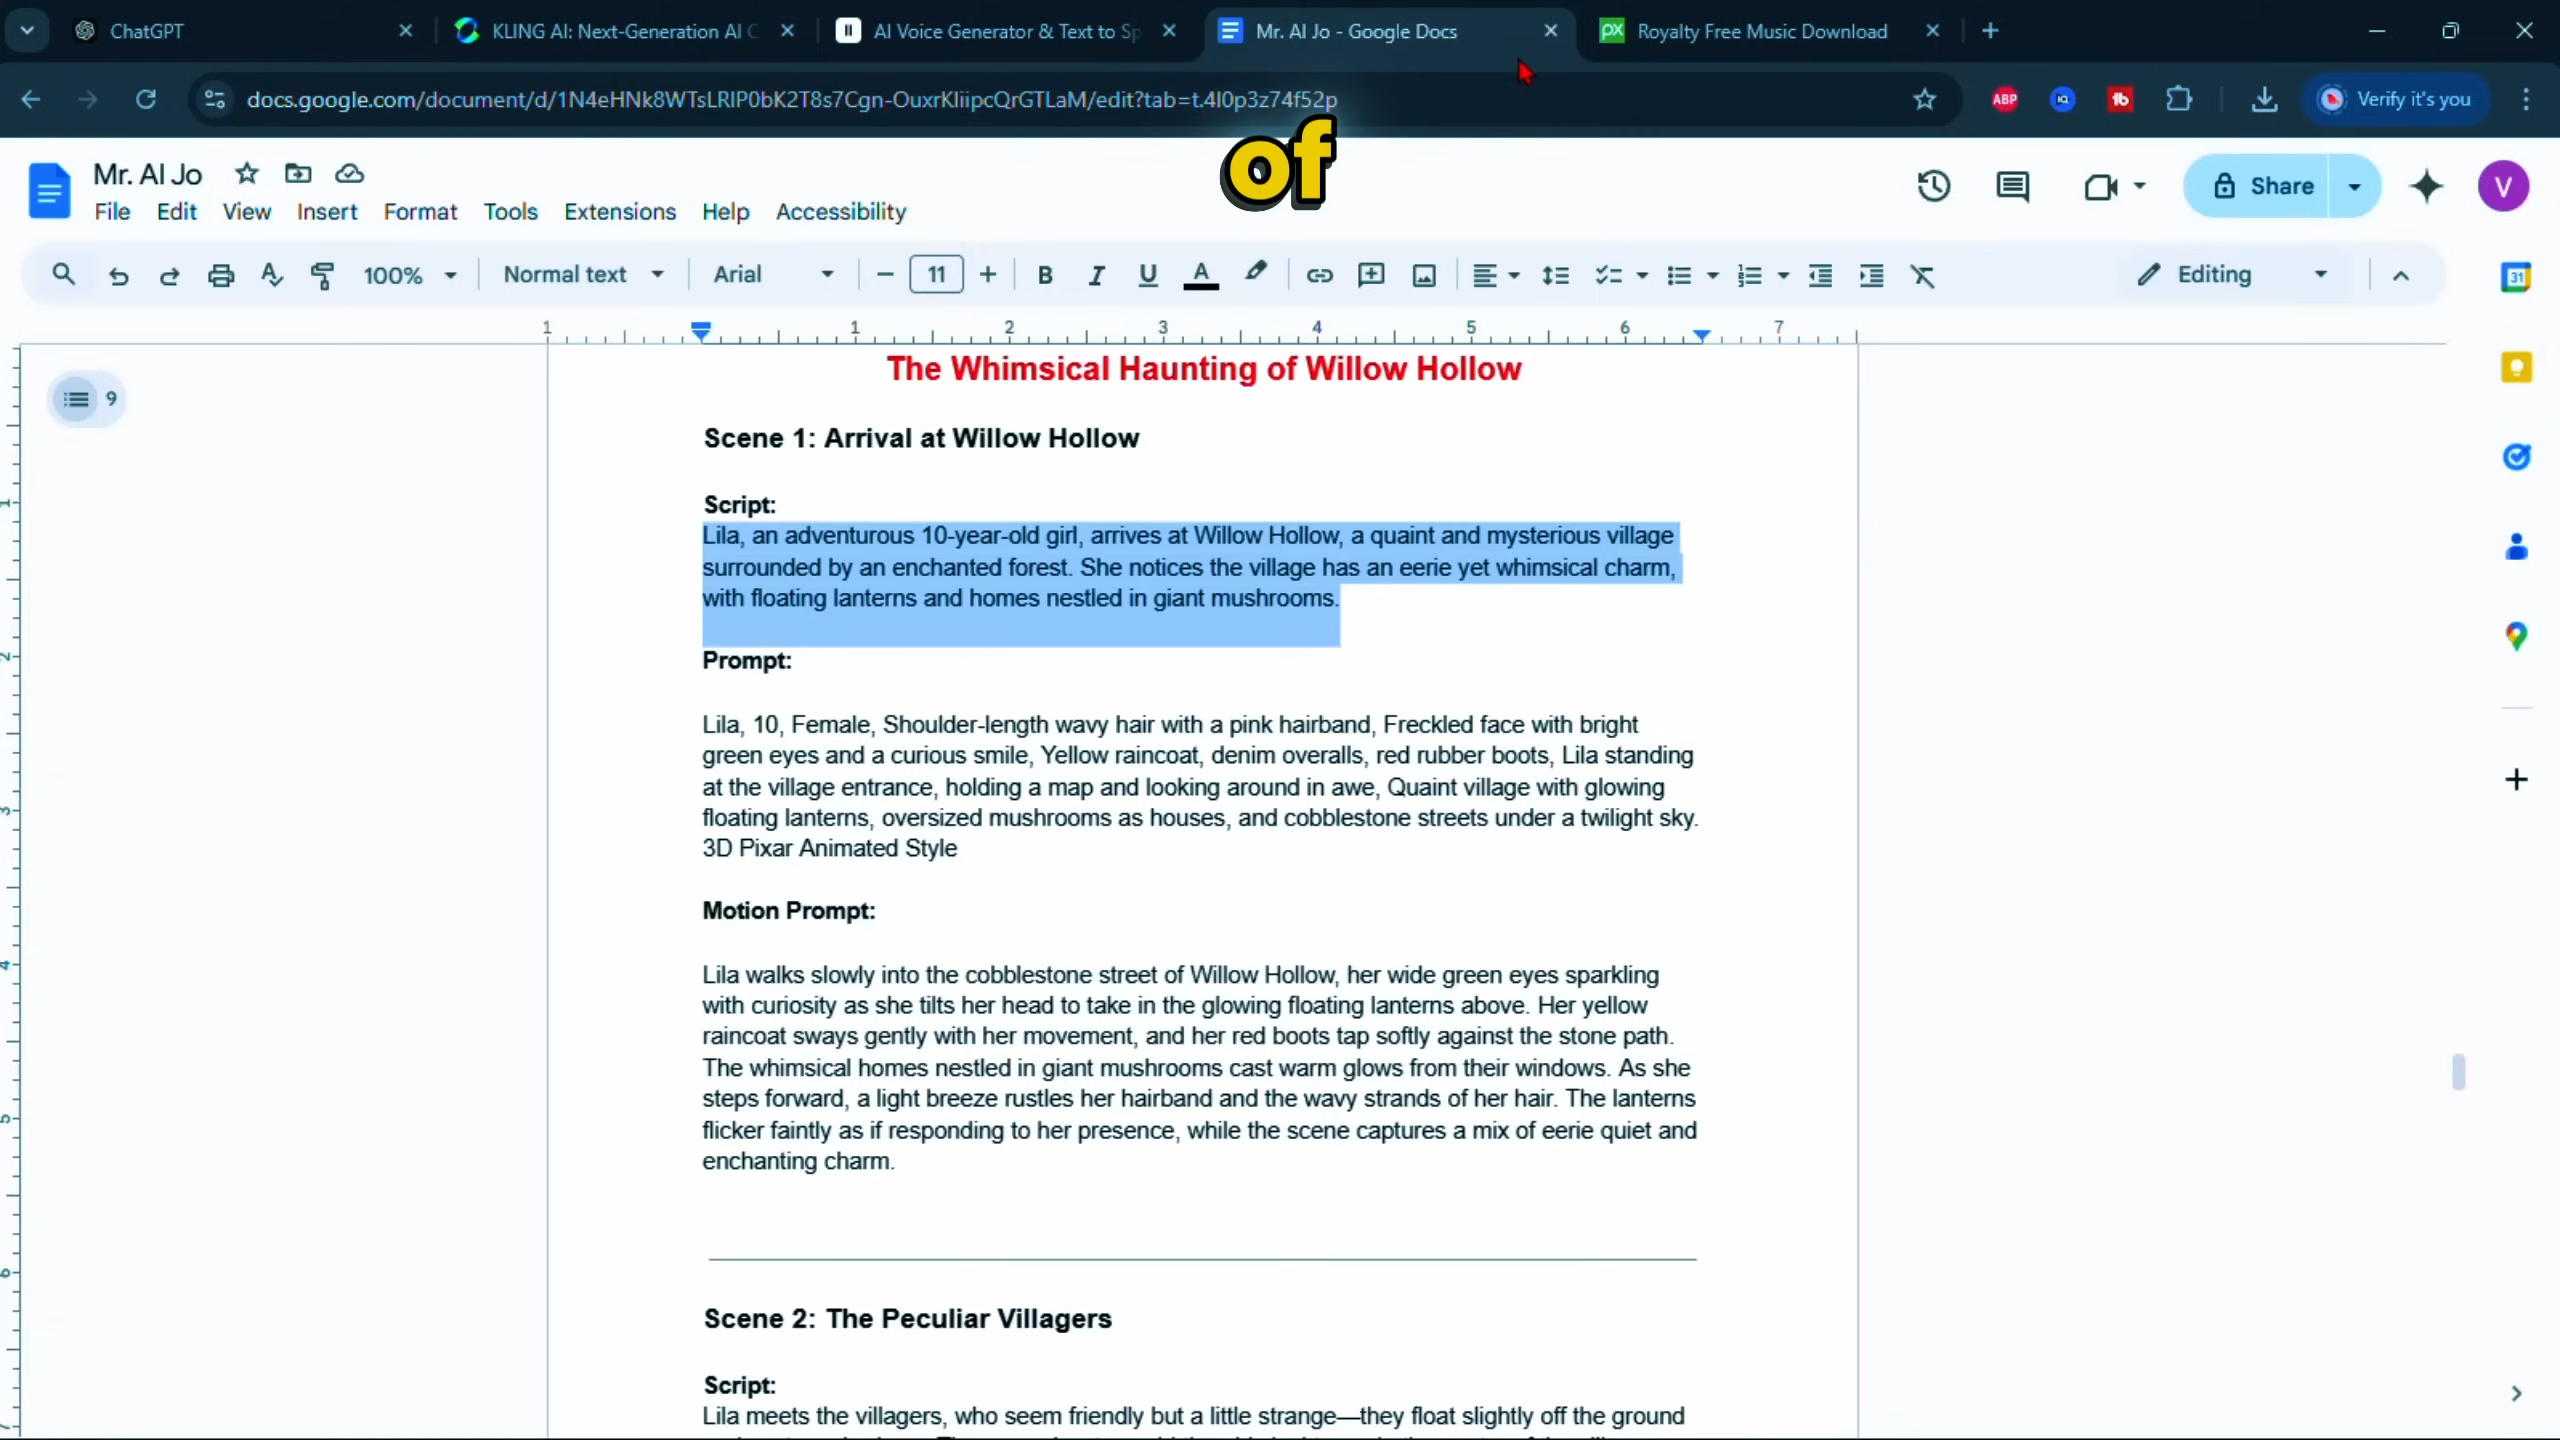 ChatGPT
KLING AI: Next-Generation AI C
AI Voice Generator & Text to Sp
Mr. AI Jo - Google Docs
Royalty Free Music Download
docs.google.com/document/d/1N4eHNk8WTsLRIP0bK2T8s7Cgn-OuxrKliipcQrGTLaM/edit?tab=t.4l0p3z74f52p
ABP
Verify it's you
of
Mr. AI Jo
File Edit View Insert Format Tools Extensions Help Accessibility
Share
V
100% Normal text Arial 11 B I U A Editing
31
1 1 2 3 4 5 6 7
9
The Whimsical Haunting of Willow Hollow
Scene 1: Arrival at Willow Hollow
Script:
Lila, an adventurous 10-year-old girl, arrives at Willow Hollow, a quaint and mysterious village
surrounded by an enchanted forest. She notices the village has an eerie yet whimsical charm,
with floating lanterns and homes nestled in giant mushrooms.
Prompt:
Lila, 10, Female, Shoulder-length wavy hair with a pink hairband, Freckled face with bright
green eyes and a curious smile, Yellow raincoat, denim overalls, red rubber boots, Lila standing
at the village entrance, holding a map and looking around in awe, Quaint village with glowing
floating lanterns, oversized mushrooms as houses, and cobblestone streets under a twilight sky.
3D Pixar Animated Style
Motion Prompt:
Lila walks slowly into the cobblestone street of Willow Hollow, her wide green eyes sparkling
with curiosity as she tilts her head to take in the glowing floating lanterns above. Her yellow
raincoat sways gently with her movement, and her red boots tap softly against the stone path.
The whimsical homes nestled in giant mushrooms cast warm glows from their windows. As she
steps forward, a light breeze rustles her hairband and the wavy strands of her hair. The lanterns
flicker faintly as if responding to her presence, while the scene captures a mix of eerie quiet and
enchanting charm.
Scene 2: The Peculiar Villagers
Script:
Lila meets the villagers, who seem friendly but a little strange—they float slightly off the ground